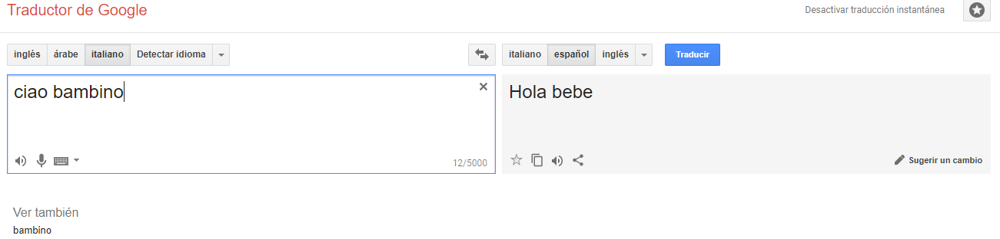 Traductor de Google
Desactivar traducción instantánea
inglés árabe italiano Detectar idioma
italiano español inglés Traducir
ciao bambino
Hola bebe
12/5000
Sugerir un cambio
Ver también
bambino